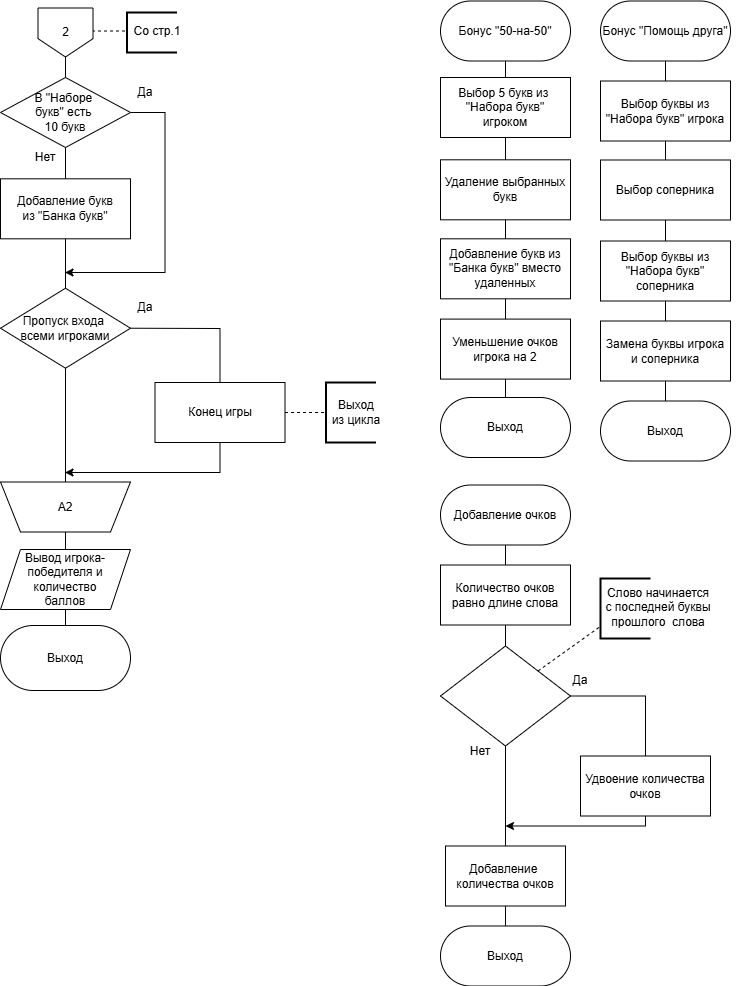 2
Со стр.1
В "Наборе
букв" есть
10 букв
Да
Нет
Добавление букв
из "Банка букв"
Пропуск входа
всеми игроками
Да
Конец игры
Выход
из цикла
А2
Вывод игрока-
победителя и
количество
баллов
Выход
Бонус "50-на-50"
Выбор 5 букв из
"Набора букв"
игроком
Удаление выбранных
букв
Добавление букв из
"Банка букв" вместо
удаленных
Уменьшение очков
игрока на 2
Выход
Бонус "Помощь друга"
Выбор буквы из
"Набора букв" игрока
Выбор соперника
Выбор буквы из
"Набора букв"
соперника
Замена буквы игрока
и соперника
Выход
Добавление очков
Количество очков
равно длине слова
Слово начинается
с последней буквы
прошлого слова
Да
Нет
Удвоение количества
очков
Добавление
количества очков
Выход